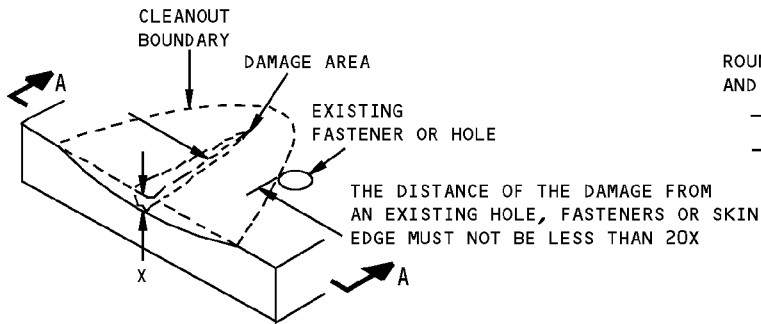 CLEANOUT
BOUNDARY
DAMAGE AREA
A
EXISTING
FASTENER OR HOLE
THE DISTANCE OF THE DAMAGE FROM
AN EXISTING HOLE, FASTENERS OR SKIN
EDGE MUST NOT BE LESS THAN 20X
X
A
AND